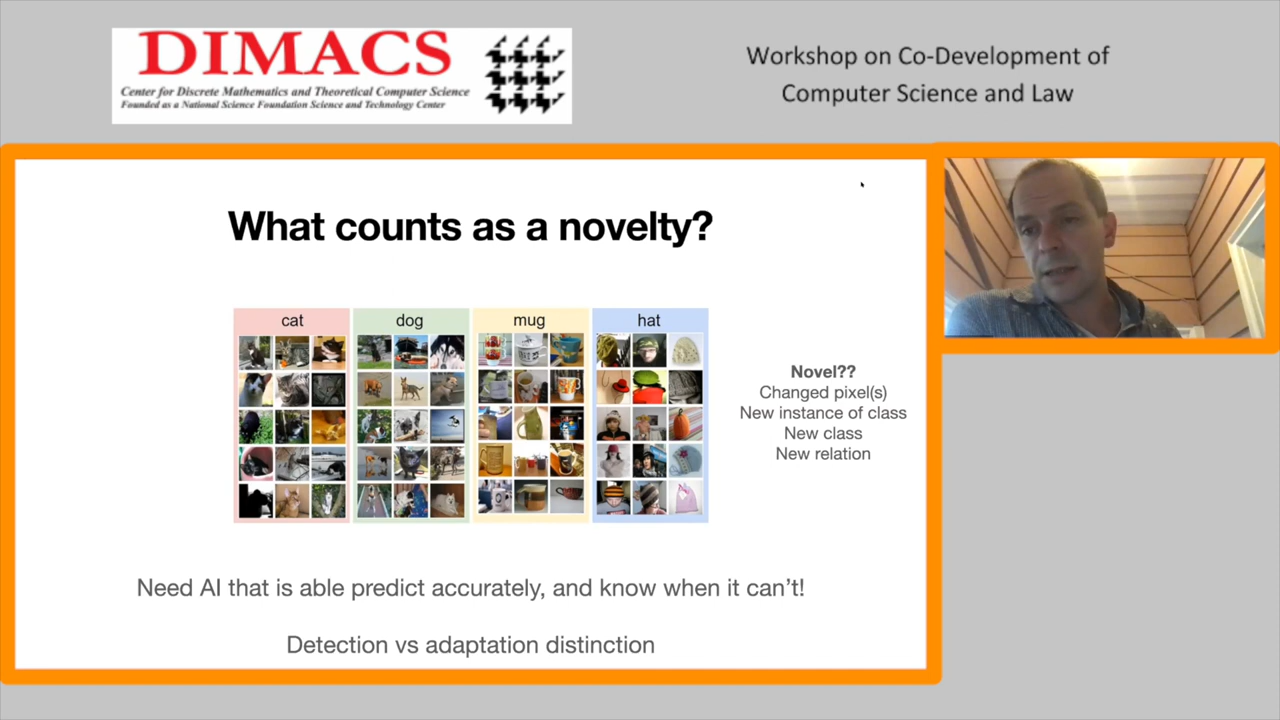 DIMACS
Center for Discrete Mathematics and Theoretical Computer Science
Founded as a National Science Foundation Science and Technology Center
Workshop on Co-Development of
Computer Science and Law
What counts as a novelty?
cat
dog
mug
hat
Novel??
Changed pixel(s)
New instance of class
New class
New relation
Need AI that is able predict accurately, and know when it can't!
Detection vs adaptation distinction